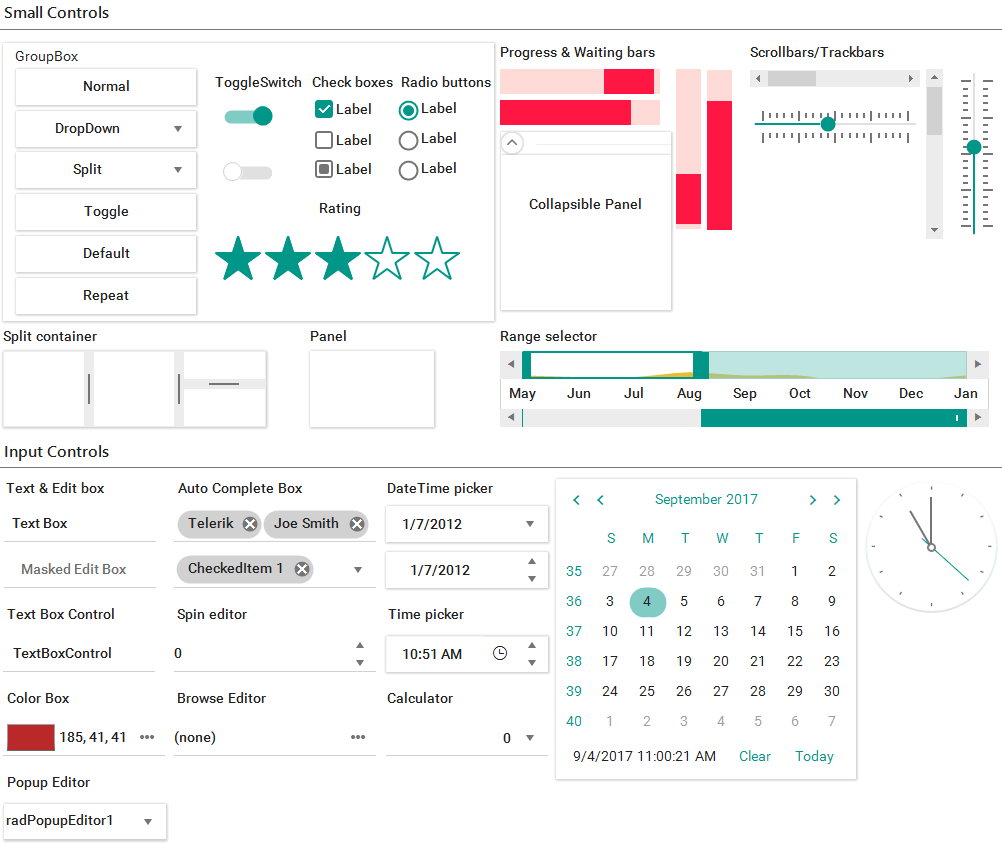 Small Controls
GroupBox
Normal
DropDown
Split
Toggle
Default
Repeat
ToggleSwitch
Check boxes
Radio buttons
Label
Label
Label
Label
Label
Label
Rating
Progress & Waiting bars
Collapsible Panel
Scrollbars/Trackbars
Split container
Panel
Range selector
May Jun Jul Aug Sep Oct Nov Dec Jan
Input Controls
Text & Edit box
Text Box
Masked Edit Box
Text Box Control
TextBoxControl
Color Box
185, 41, 41
Popup Editor
radPopupEditor1
Auto Complete Box
Telerik Joe Smith
CheckedItem 1
Spin editor
0
Browse Editor
(none)
DateTime picker
1/7/2012
1/7/2012
Time picker
10:51 AM
Calculator
0
September 2017
S M T W T F S
35 27 28 29 30 31 1 2
36 3 4 5 6 7 8 9
37 10 11 12 13 14 15 16
38 17 18 19 20 21 22 23
39 24 25 26 27 28 29 30
40 1 2 3 4 5 6 7
9/4/2017 11:00:21 AM Clear Today